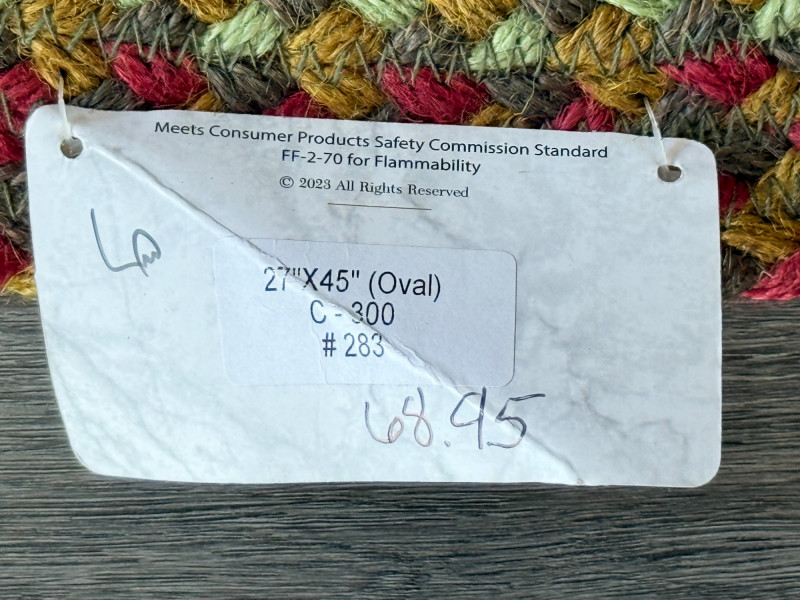 Meets Consumer Products Safety Commission Standard
FF-2-70 for Flammability
© 2023 All Rights Reserved
27"X45" (Oval)
C - 300
# 283
68.95